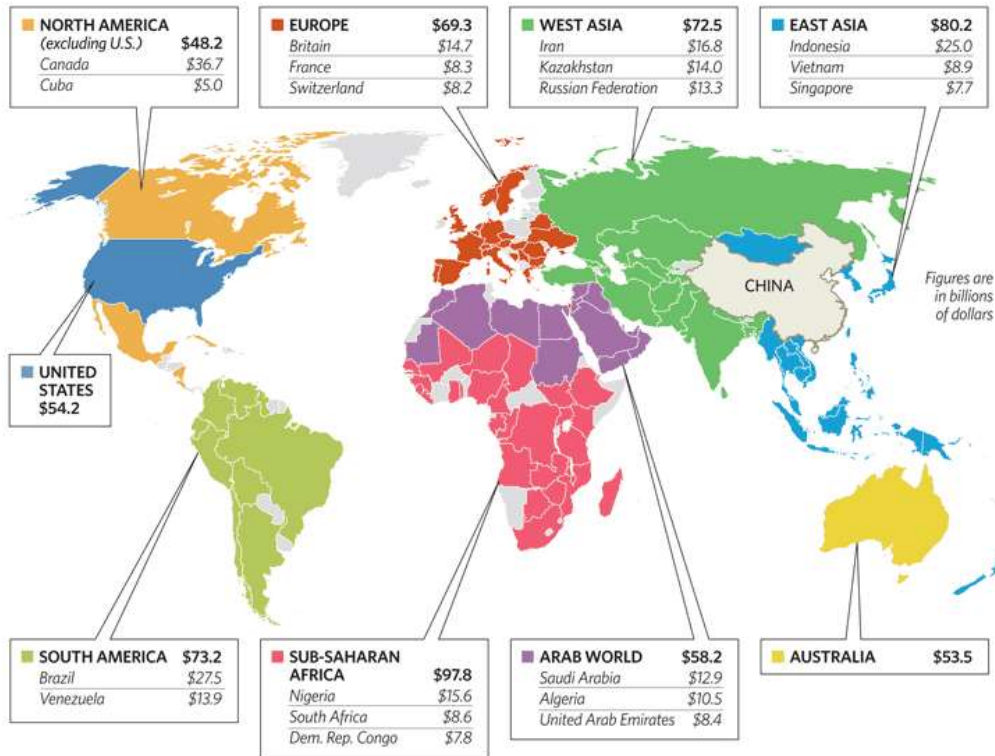 NORTH AMERICA
(excluding U.S.) $48.2
Canada $36.7
Cuba $5.0
EUROPE $69.3
Britain $14.7
France $8.3
Switzerland $8.2
WEST ASIA $72.5
Iran $16.8
Kazakhstan $14.0
Russian Federation $13.3
EAST ASIA $80.2
Indonesia $25.0
Vietnam $8.9
Singapore $7.7
CHINA
Figures are
in billions
of dollars
UNITED
STATES
$54.2
SOUTH AMERICA $73.2
Brazil $27.5
Venezuela $13.9
SUB-SAHARAN
AFRICA $97.8
Nigeria $15.6
South Africa $8.6
Dem. Rep. Congo $7.8
ARAB WORLD $58.2
Saudi Arabia $12.9
Algeria $10.5
United Arab Emirates $8.4
AUSTRALIA $53.5